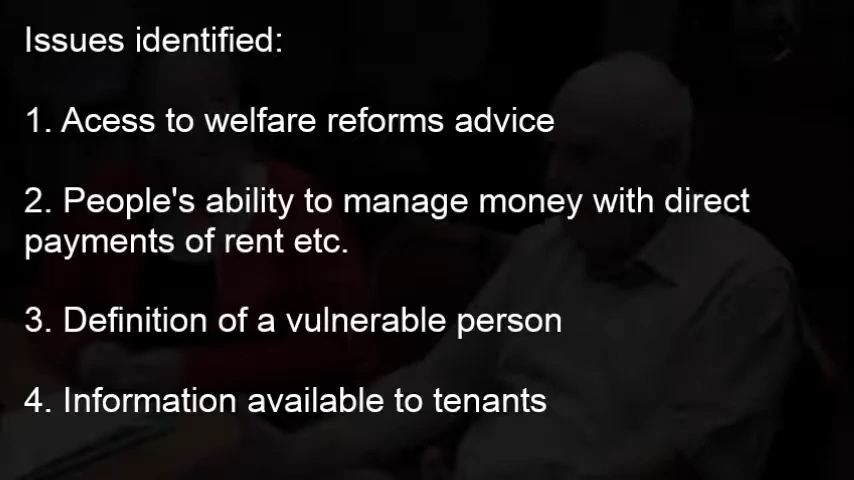 Issues identified:
1. Acess to welfare reforms advice
2. People's ability to manage money with direct
payments of rent etc.
3. Definition of a vulnerable person
4. Information available to tenants